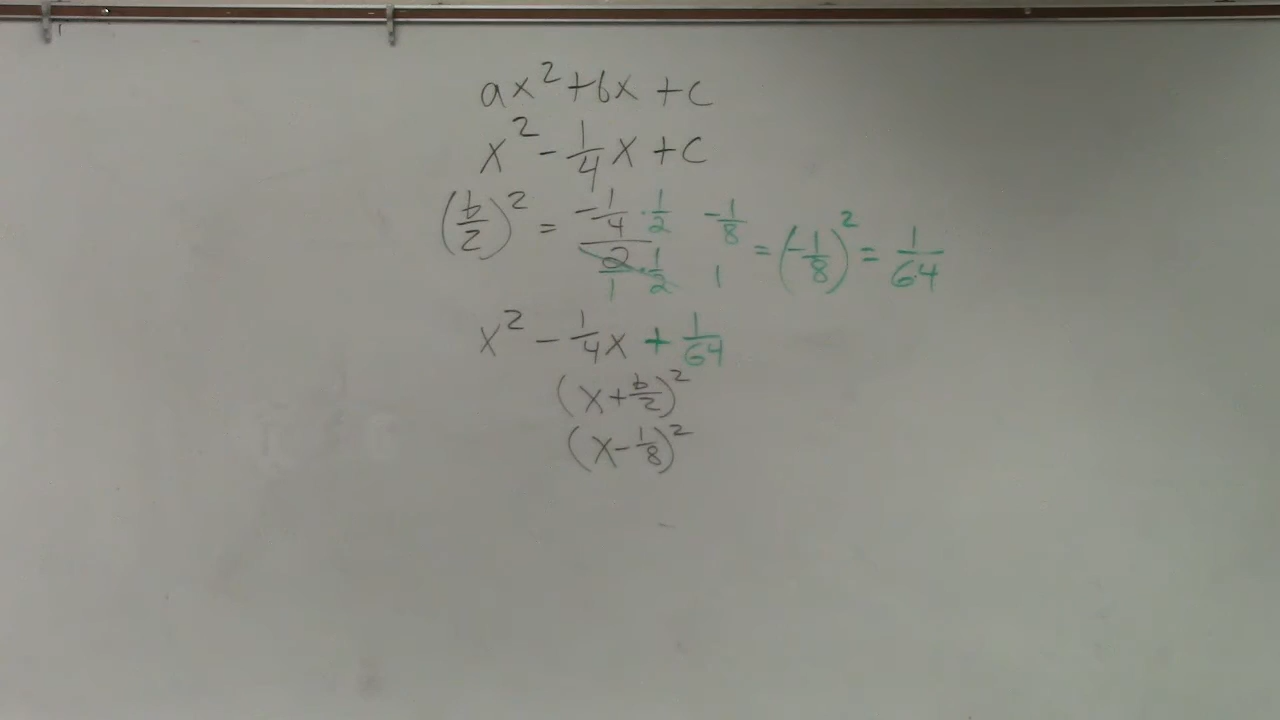 ax² + bx + c
x² - 1/4 x + c
(b/2)² = (-1/4 · 1/2)/(2/1 · 1/2) (-1/8)/1 = (-1/8)² = 1/64
x² - 1/4 x + 1/64
(x + b/2)²
(x - 1/8)²